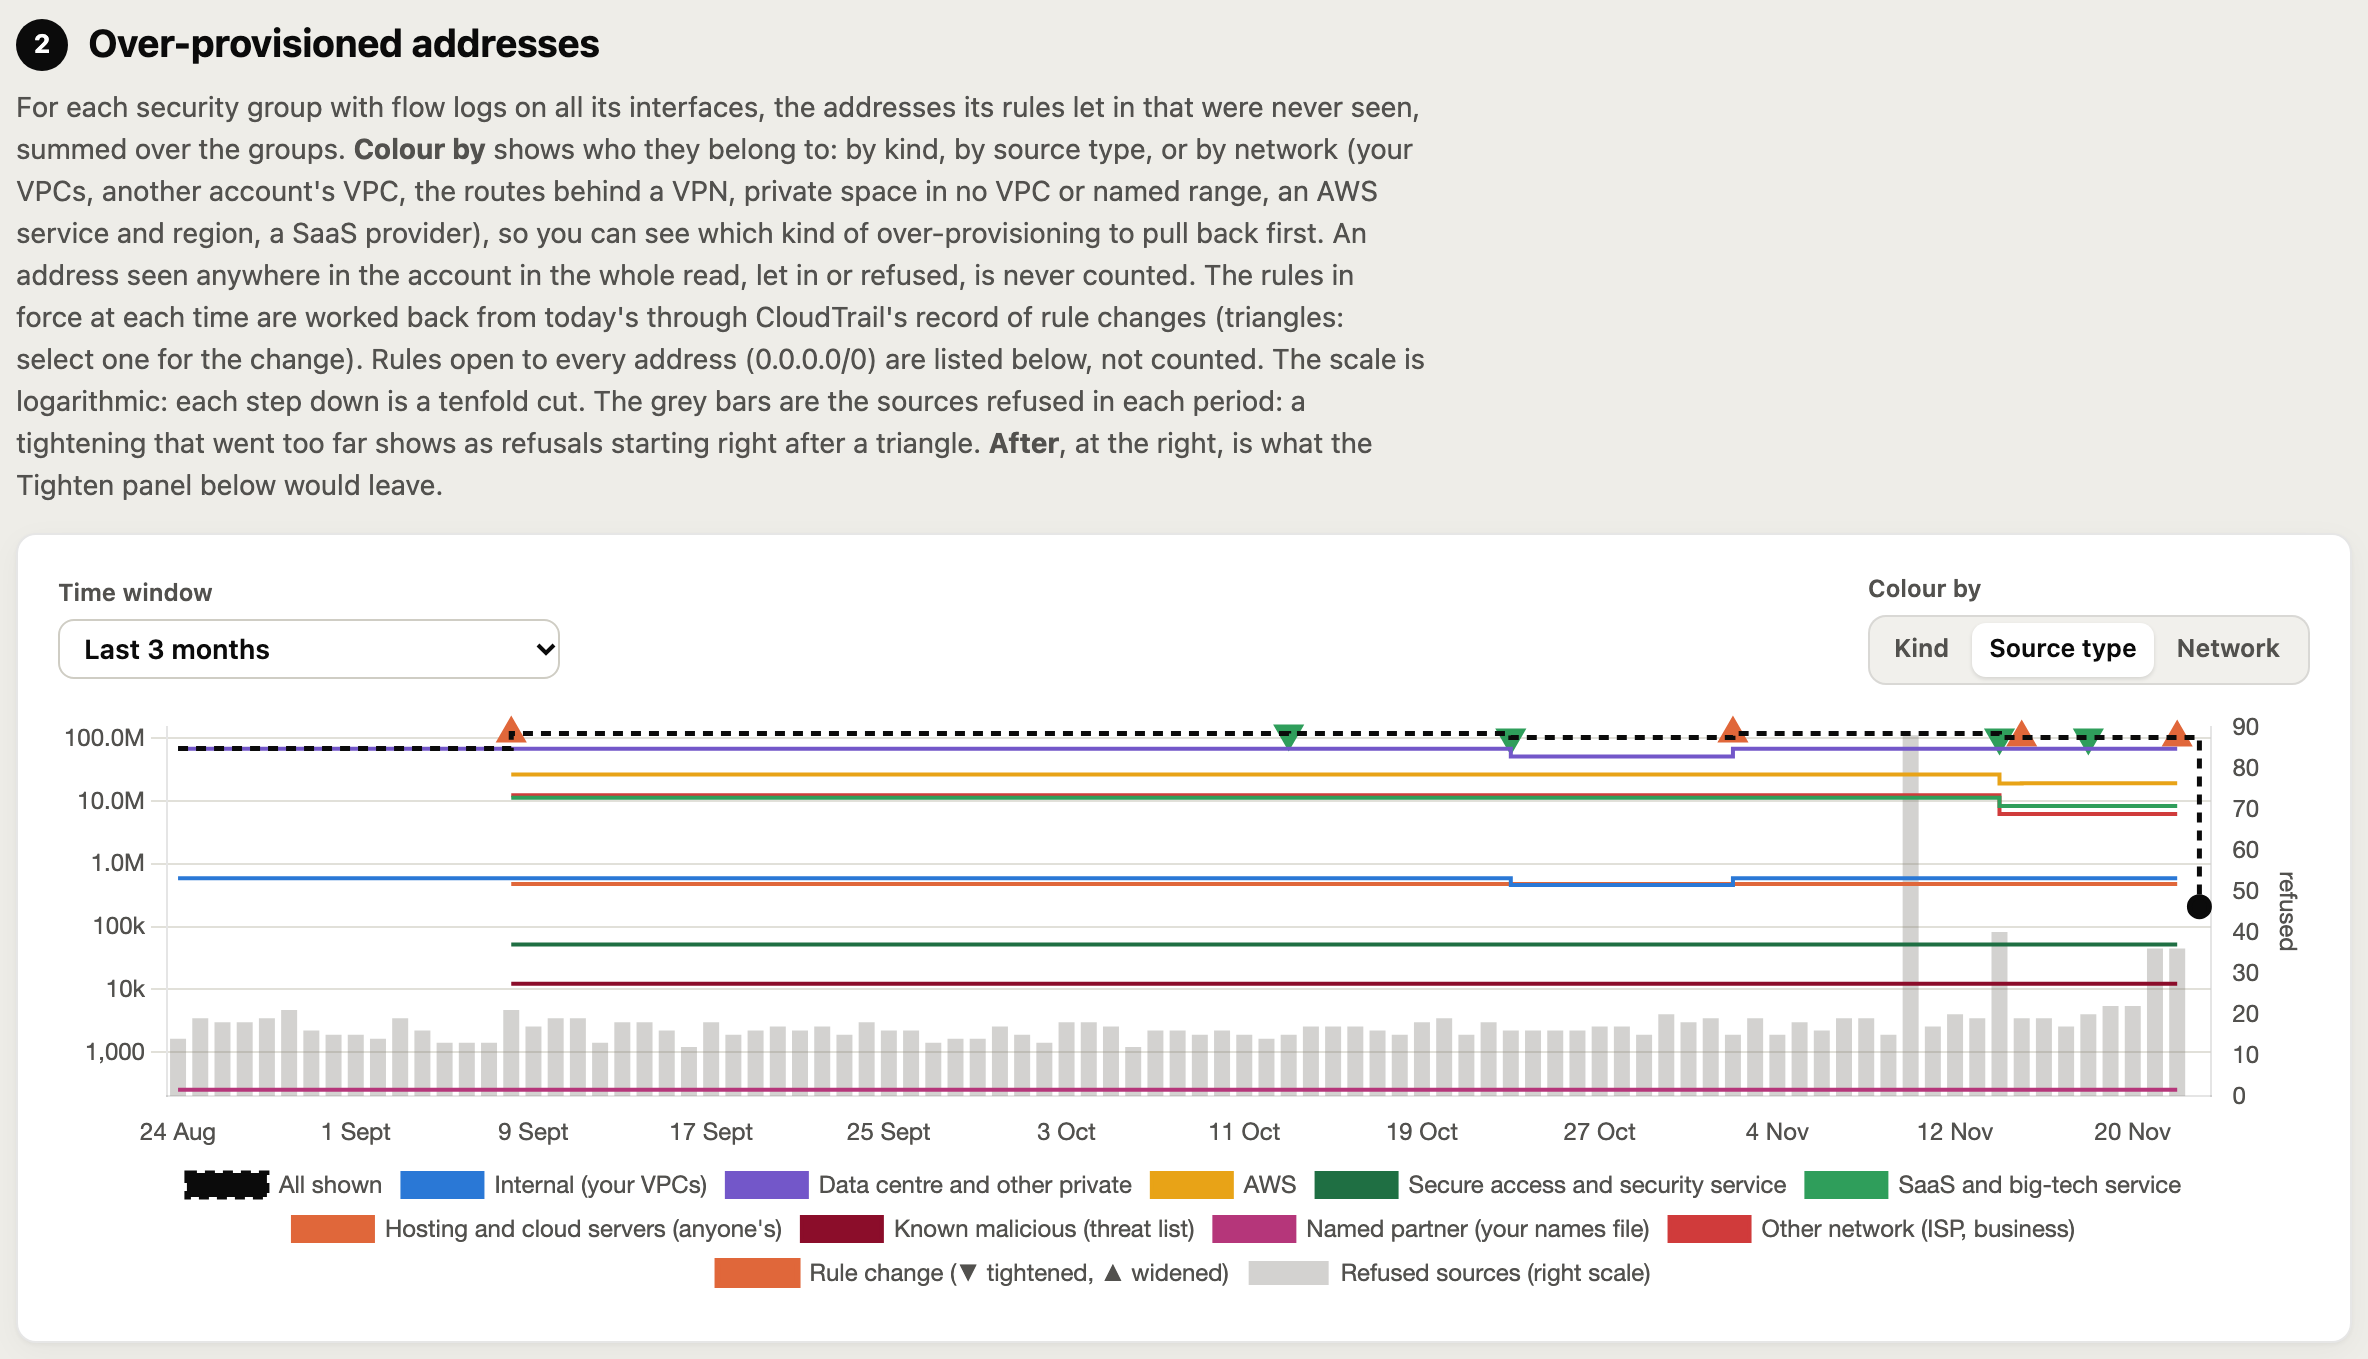 2 Over-provisioned addresses
For each security group with flow logs on all its interfaces, the addresses its rules let in that were never seen,
summed over the groups. Colour by shows who they belong to: by kind, by source type, or by network (your
VPCs, another account's VPC, the routes behind a VPN, private space in no VPC or named range, an AWS
service and region, a SaaS provider), so you can see which kind of over-provisioning to pull back first. An
address seen anywhere in the account in the whole read, let in or refused, is never counted. The rules in
force at each time are worked back from today's through CloudTrail's record of rule changes (triangles:
select one for the change). Rules open to every address (0.0.0.0/0) are listed below, not counted. The scale is
logarithmic: each step down is a tenfold cut. The grey bars are the sources refused in each period: a
tightening that went too far shows as refusals starting right after a triangle. After, at the right, is what the
Tighten panel below would leave.
Time window
Last 3 months
Colour by
Kind Source type Network
100.0M
10.0M
1.0M
100k
10k
1,000
90
80
70
60
50
40
30
20
10
0
refused
24 Aug 1 Sept 9 Sept 17 Sept 25 Sept 3 Oct 11 Oct 19 Oct 27 Oct 4 Nov 12 Nov 20 Nov
All shown Internal (your VPCs) Data centre and other private AWS Secure access and security service SaaS and big-tech service
Hosting and cloud servers (anyone's) Known malicious (threat list) Named partner (your names file) Other network (ISP, business)
Rule change (▼ tightened, ▲ widened) Refused sources (right scale)